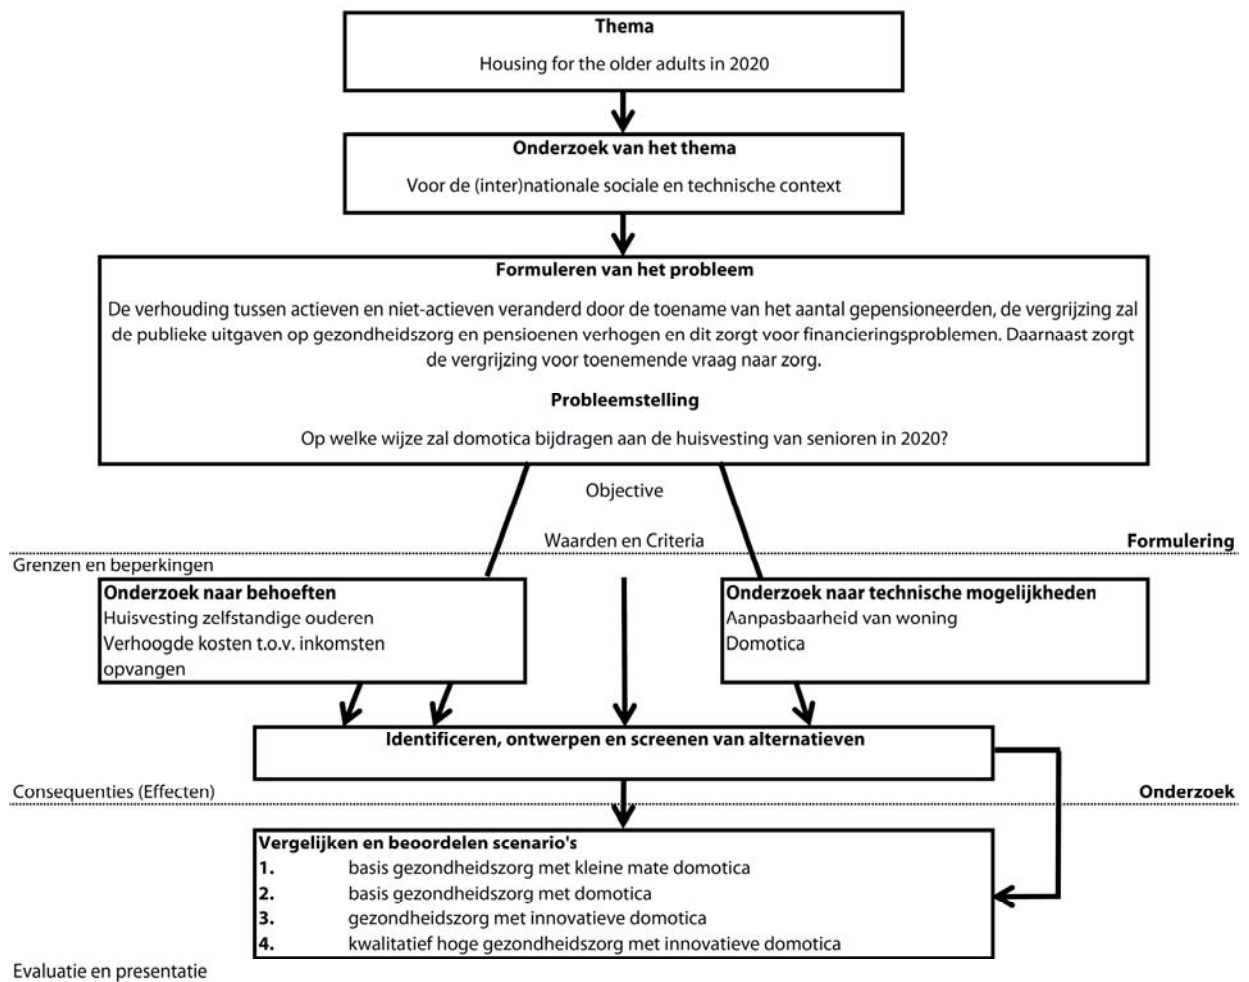 Thema
Housing for the older adults in 2020
Onderzoek van het thema
Voor de (inter)nationale sociale en technische context
Formuleren van het probleem
De verhouding tussen actieven en niet-actieven veranderd door de toename van het aantal gepensioneerden, de vergrijzing zal
de publieke uitgaven op gezondheidszorg en pensioenen verhogen en dit zorgt voor financieringsproblemen. Daarnaast zorgt
de vergrijzing voor toenemende vraag naar zorg.
Probleemstelling
Op welke wijze zal domotica bijdragen aan de huisvesting van senioren in 2020?
Objective
Waarden en Criteria
Formulering
Grenzen en beperkingen
Onderzoek naar behoeften
Huisvesting zelfstandige ouderen
Verhoogde kosten t.o.v. inkomsten
opvangen
Onderzoek naar technische mogelijkheden
Aanpasbaarheid van woning
Domotica
Identificeren, ontwerpen en screenen van alternatieven
Consequenties (Effecten)
Onderzoek
Vergelijken en beoordelen scenario's
1. basis gezondheidszorg met kleine mate domotica
2. basis gezondheidszorg met domotica
3. gezondheidszorg met innovatieve domotica
4. kwalitatief hoge gezondheidszorg met innovatieve domotica
Evaluatie en presentatie